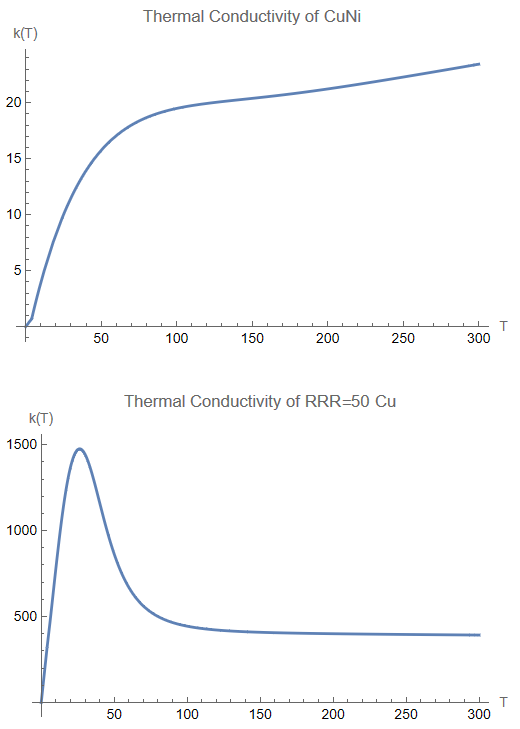 Thermal Conductivity of CuNi
k(T)
20
15
10
5
50 100 150 200 250 300 T
Thermal Conductivity of RRR=50 Cu
k(T)
1500
1000
500
50 100 150 200 250 300 T